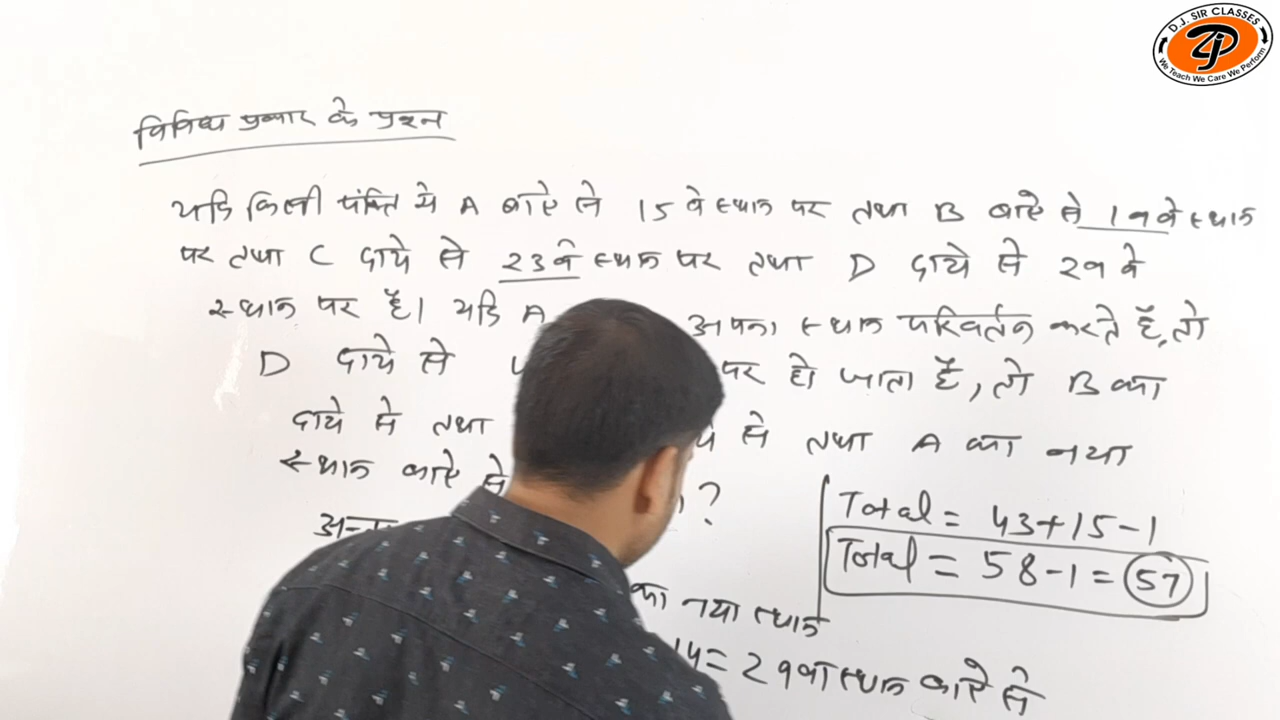 D.J. SIR CLASSES
We Teach We Care We Perform
विविध प्रकार के प्रश्न
यदि किसी पंक्ति मे A बाऐ से 15 वे स्थान पर तथा B बाऐ से 19 वे स्थान
पर तथा C दाये से 23 वे स्थान पर तथा D दाये से 29 वे
स्थान पर है। यदि A अपना स्थान परिवर्तन करते हैं, तो
D दाये से पर हो जाता है, तो B का
दाये से तथा से तथा A का नया
स्थान बाऐ से ?
Total = 43+15-1
Total = 58-1 = 57
का नया स्थान
14 = 29 वा स्थान बाऐ से